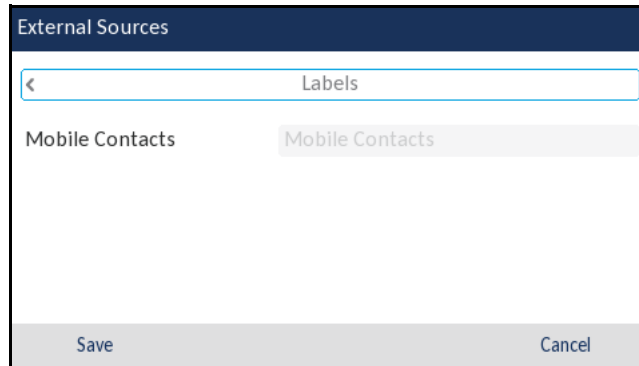 External Sources
Labels
Mobile Contacts Mobile Contacts
Save Cancel